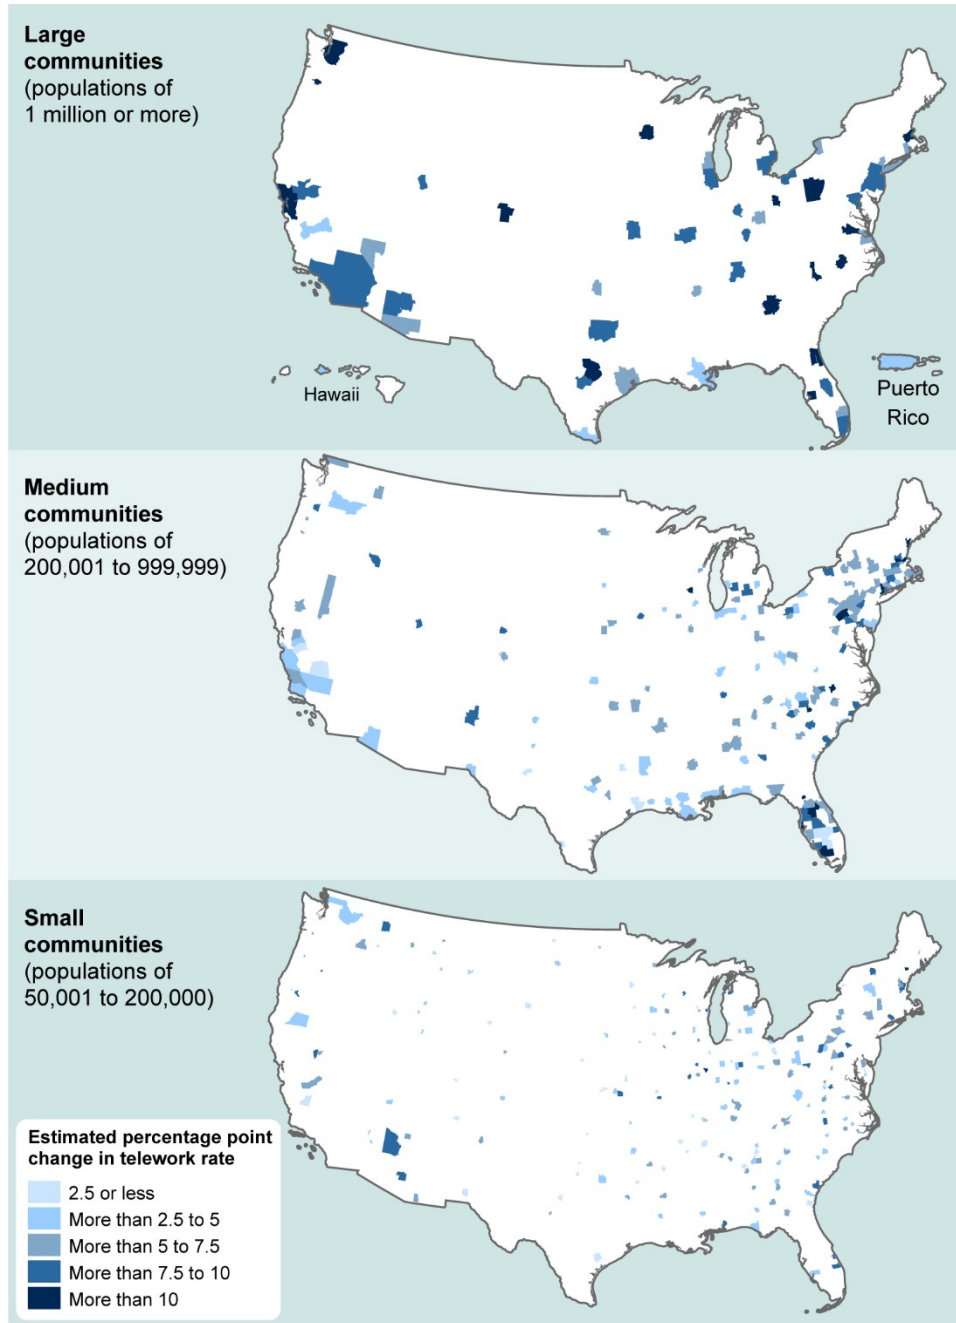 Large
communities
(populations of
1 million or more)
Hawaii
Puerto
Rico
Medium
communities
(populations of
200,001 to 999,999)
Small
communities
(populations of
50,001 to 200,000)
Estimated percentage point
change in telework rate
2.5 or less
More than 2.5 to 5
More than 5 to 7.5
More than 7.5 to 10
More than 10